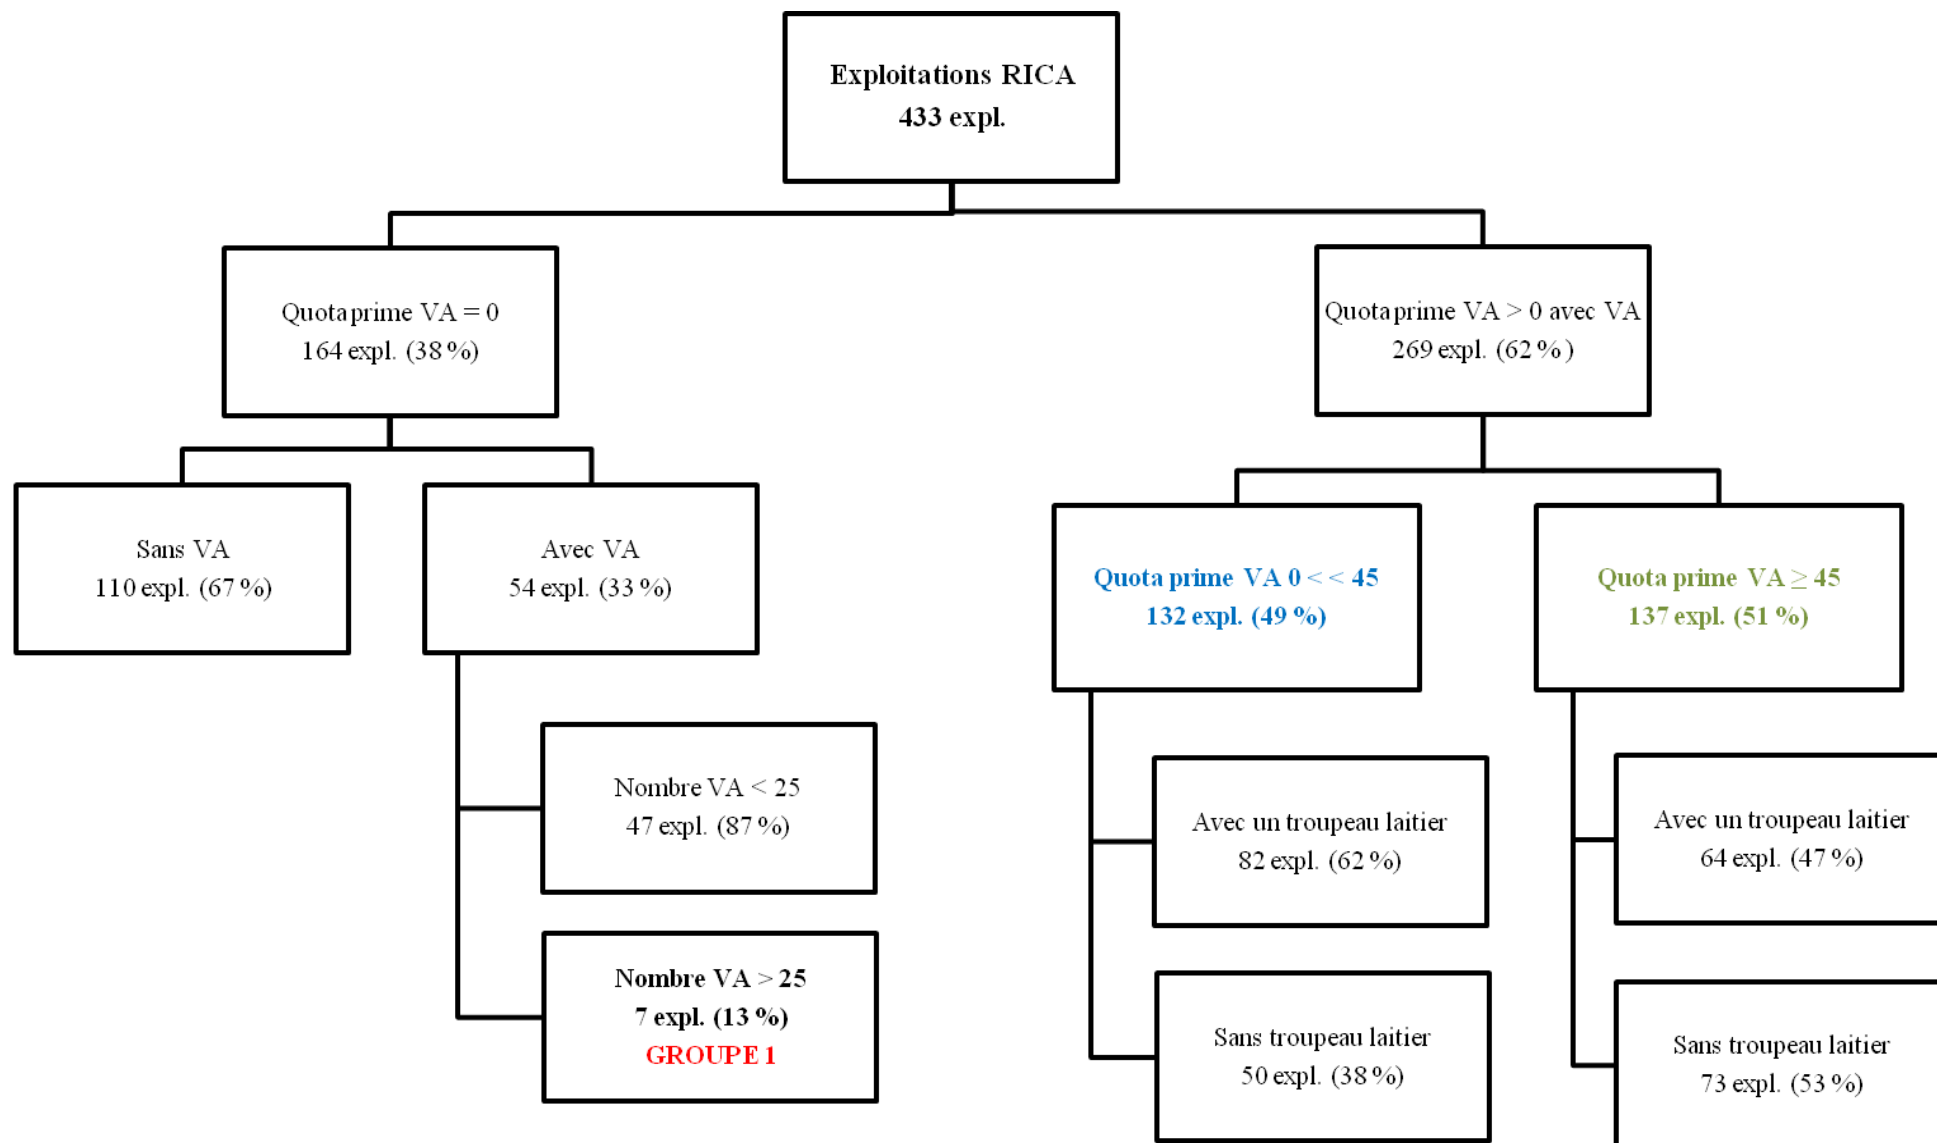 Exploitations RICA
433 expl.
Quota prime VA = 0
164 expl. (38 %)
Quota prime VA > 0 avec VA
269 expl. (62 % )
Sans VA
110 expl. (67 %)
Avec VA
54 expl. (33 %)
Quota prime VA 0 < < 45
132 expl. (49 %)
Quota prime VA ≥ 45
137 expl. (51 %)
Nombre VA < 25
47 expl. (87 %)
Nombre VA > 25
7 expl. (13 %)
GROUPE 1
Avec un troupeau laitier
82 expl. (62 %)
Sans troupeau laitier
50 expl. (38 %)
Avec un troupeau laitier
64 expl. (47 %)
Sans troupeau laitier
73 expl. (53 %)